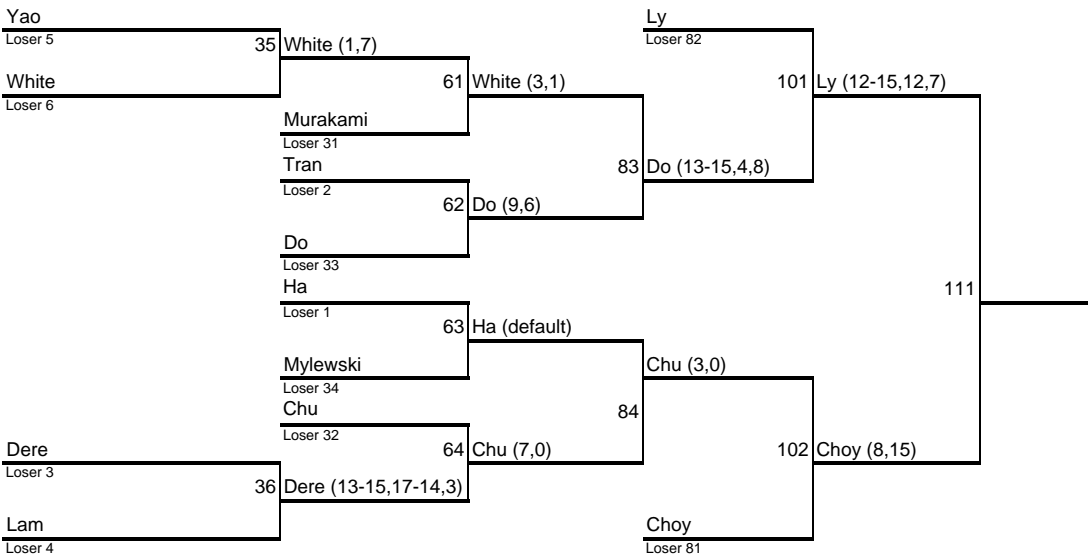 Yao
Loser 5
35 White (1,7)
White
Loser 6
61 White (3,1)
Murakami
Loser 31
Tran
Loser 2
62 Do (9,6)
Do
Loser 33
83 Do (13-15,4,8)
Ly
Loser 82
101 Ly (12-15,12,7)
Ha
Loser 1
63 Ha (default)
Mylewski
Loser 34
Chu
Loser 32
64 Chu (7,0)
Dere
Loser 3
36 Dere (13-15,17-14,3)
Lam
Loser 4
Chu (3,0)
84
102 Choy (8,15)
Choy
Loser 81
111